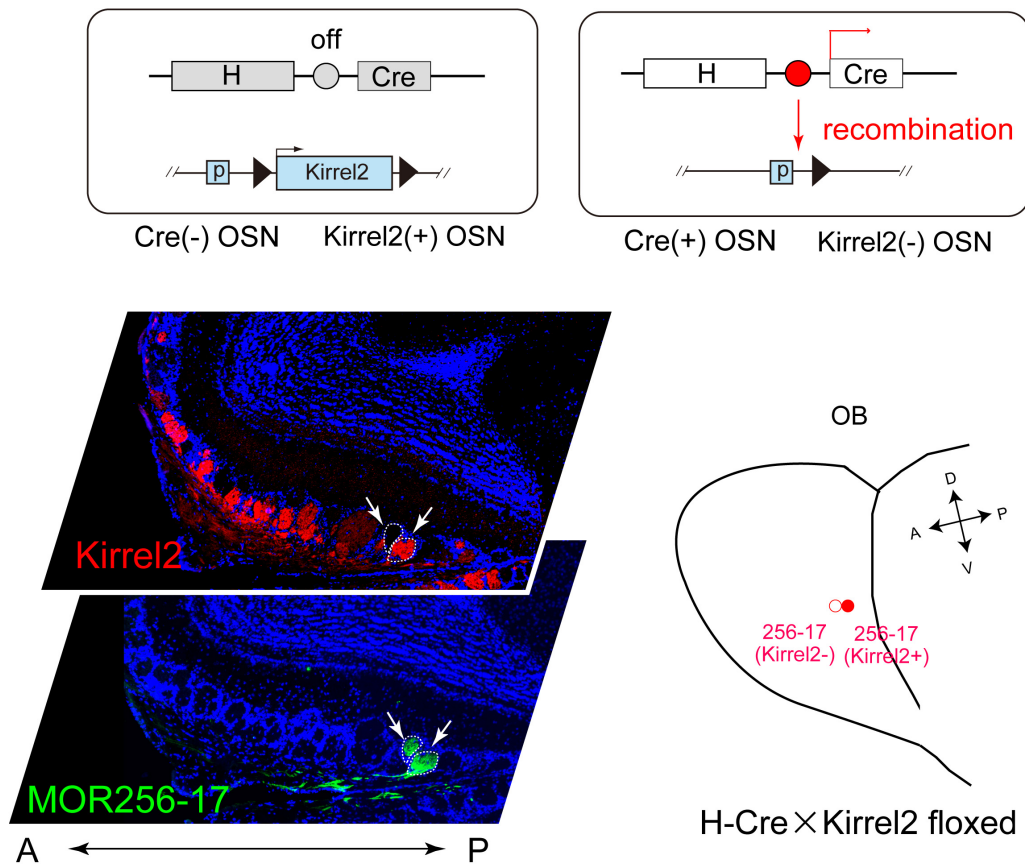 off
H
Cre
p
Kirrel2
Cre(-) OSN
Kirrel2(+) OSN
H
Cre
recombination
p
Cre(+) OSN
Kirrel2(-) OSN
Kirrel2
MOR256-17
A
P
OB
D
A
P
V
256-17
(Kirrel2-)
256-17
(Kirrel2+)
H-Cre×Kirrel2 floxed